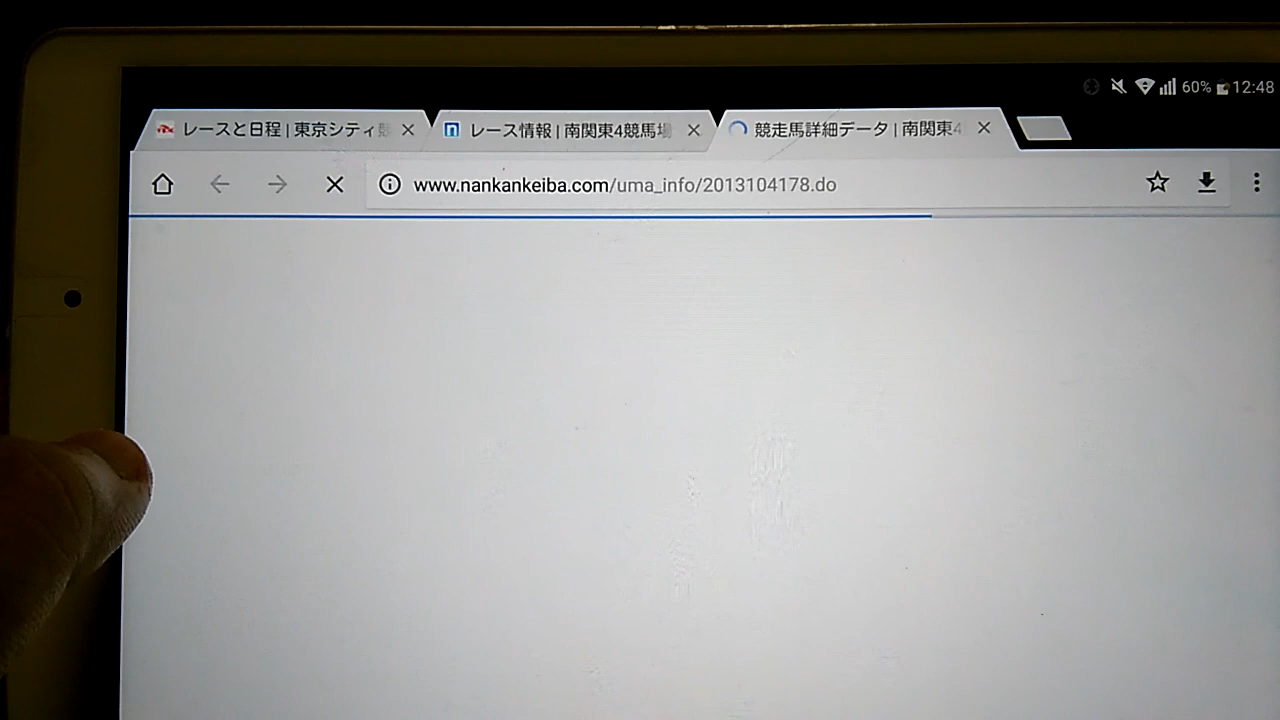 60% 12:48
レースと日程 | 東京シティ競
レース情報 | 南関東4競馬場
競走馬詳細データ | 南関東4
www.nankankeiba.com/uma_info/2013104178.do